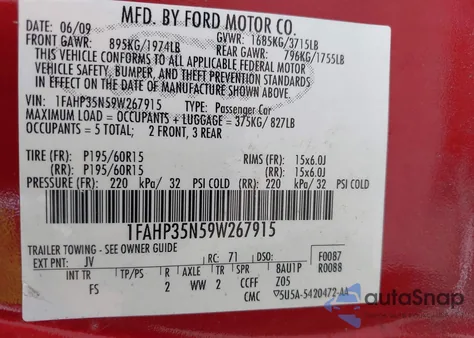 MFD. BY FORD MOTOR CO.
DATE: 06/09 GVWR: 1685KG/3715LB
FRONT GAWR: 895KG/1974LB REAR GAWR: 796KG/1755LB
THIS VEHICLE CONFORMS TO ALL APPLICABLE FEDERAL MOTOR
VEHICLE SAFETY, BUMPER, AND THEFT PREVENTION STANDARDS
IN EFFECT ON THE DATE OF MANUFACTURE SHOWN ABOVE.
VIN: 1FAHP35N59W267915 TYPE: Passenger Car
MAXIMUM LOAD = OCCUPANTS + LUGGAGE = 375KG/ 827LB
OCCUPANTS = 5 TOTAL; 2 FRONT, 3 REAR
TIRE (FR): P195/60R15 RIMS (FR): 15x6.0J
(RR): P195/60R15 (RR): 15x6.0J
PRESSURE (FR): 220 kPa/ 32 PSI COLD (RR): 220 kPa/ 32 PSI COLD
1FAHP35N59W267915
TRAILER TOWING - SEE OWNER GUIDE
EXT PNT: JV RC: 71 DSO: F0087
R0088
INT TR TP/PS R AXLE TR SPR 8AU1P
FS 2 WW 2 CCFF Z05
CMC 5U5A-5420472-AA
autoSnap